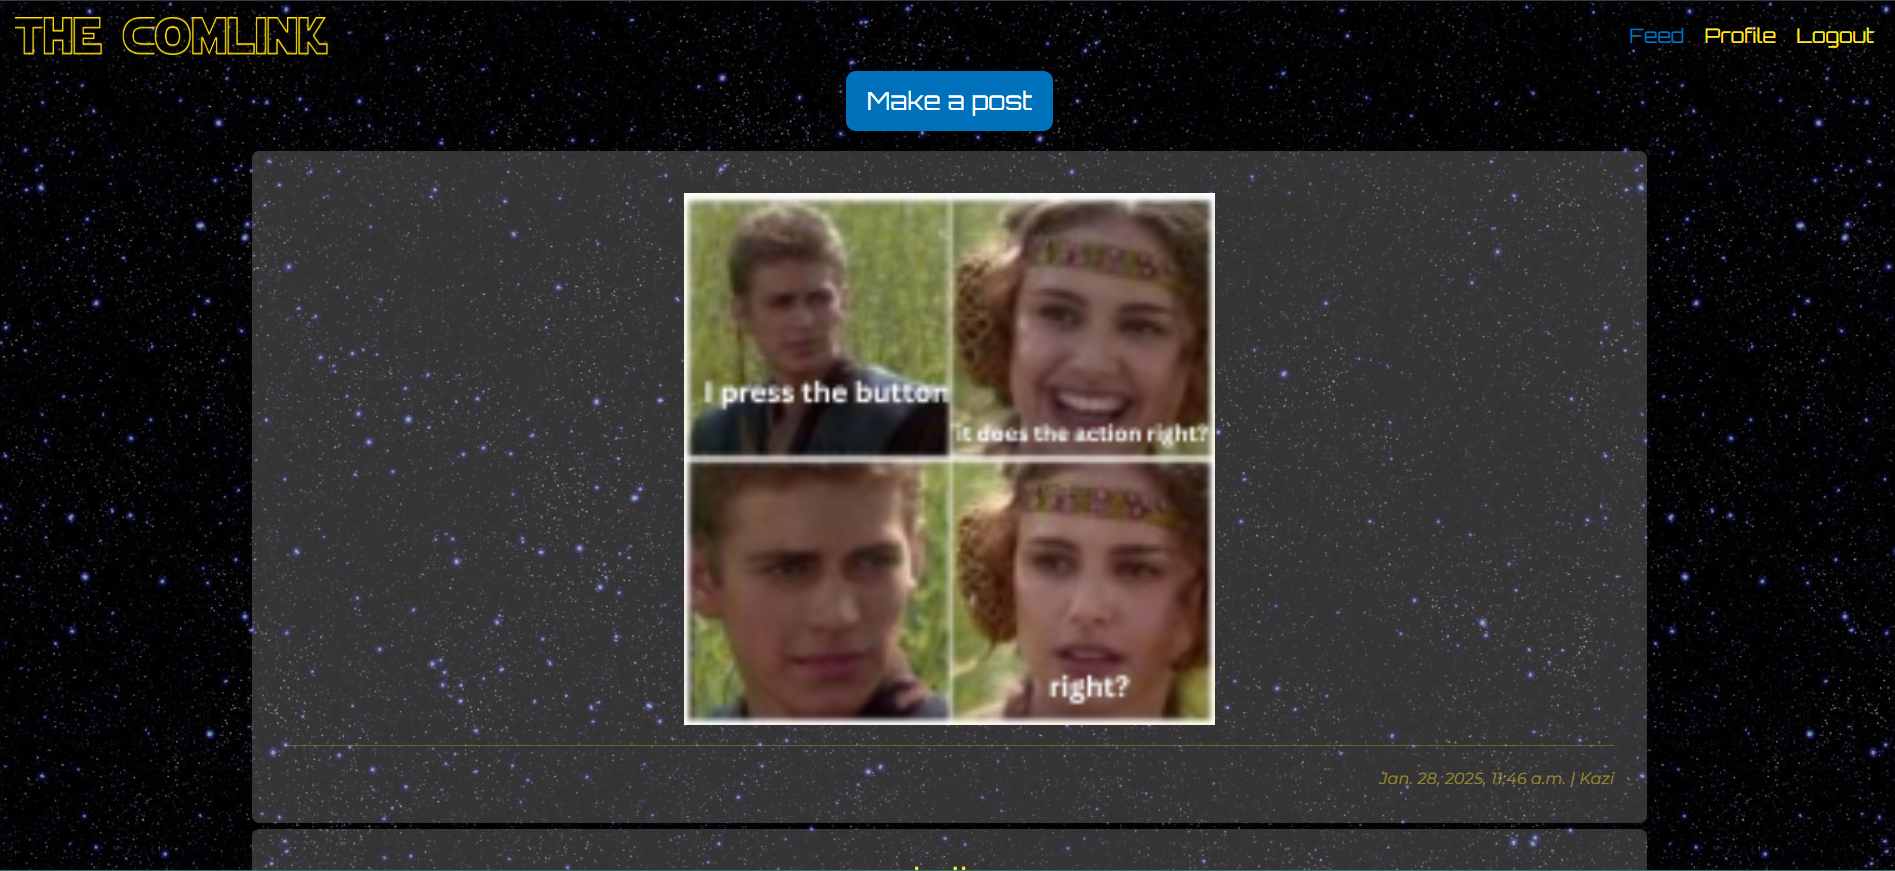 THE COMLINK
Feed Profile Logout
Make a post
I press the button
it does the action right?
right?
Jan. 28, 2025, 11:46 a.m. | Kazi